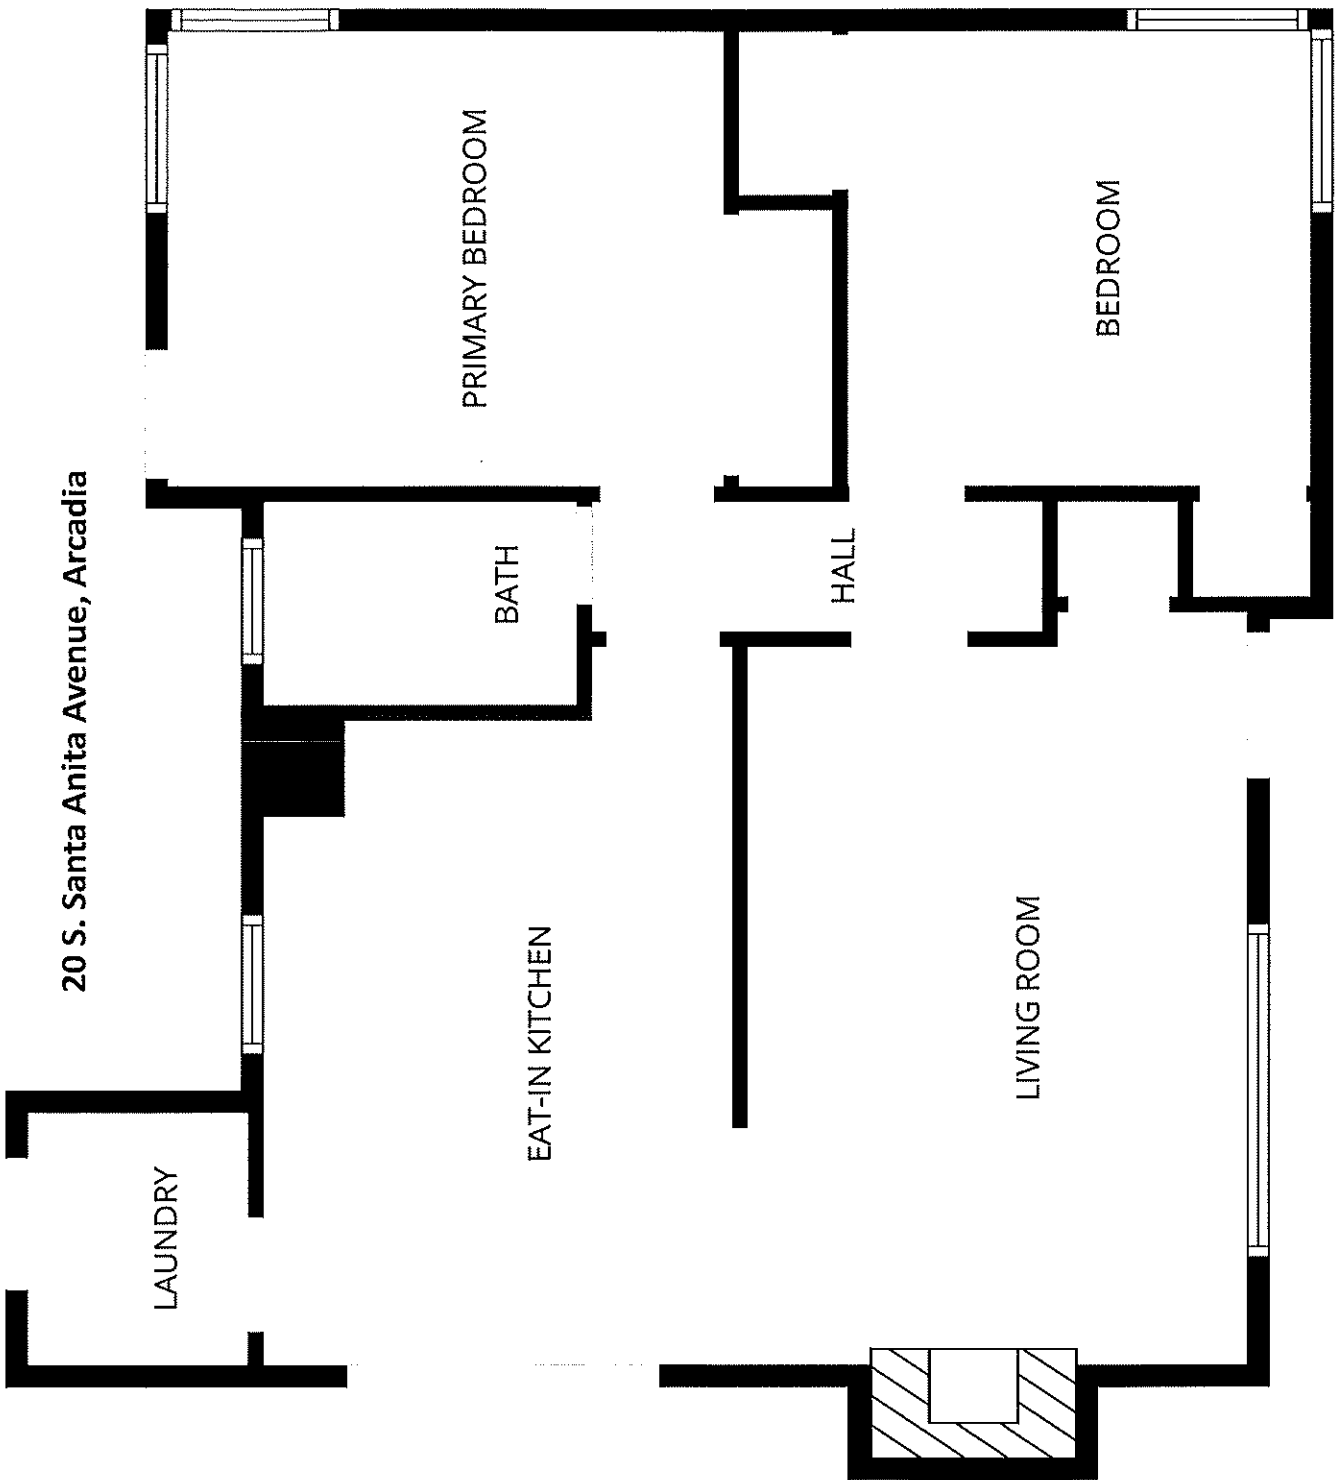 20 S. Santa Anita Avenue, Arcadia
LAUNDRY
BATH
PRIMARY BEDROOM
EAT-IN KITCHEN
HALL
LIVING ROOM
BEDROOM